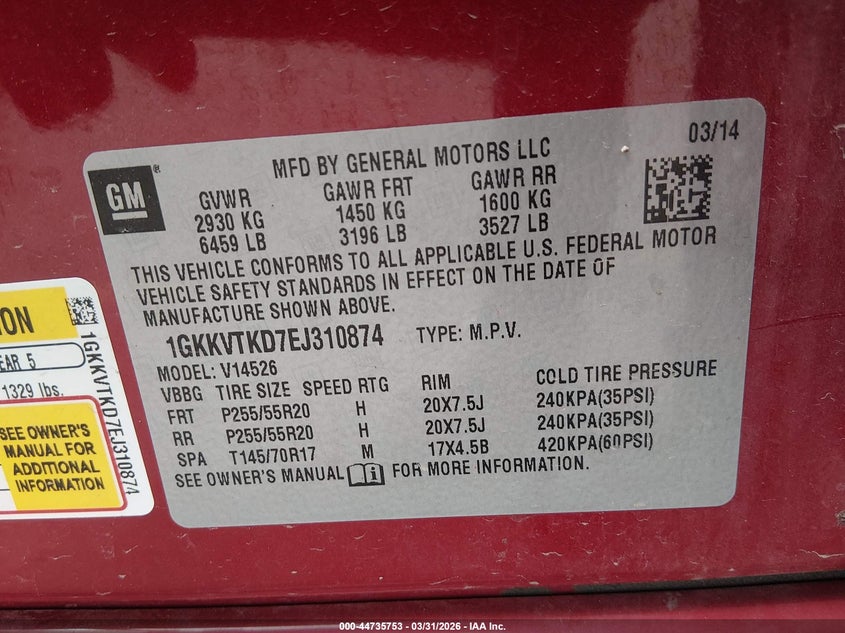 03/14
MFD BY GENERAL MOTORS LLC
GM ®
GVWR GAWR FRT GAWR RR
2930 KG 1450 KG 1600 KG
6459 LB 3196 LB 3527 LB
THIS VEHICLE CONFORMS TO ALL APPLICABLE U.S. FEDERAL MOTOR
VEHICLE SAFETY STANDARDS IN EFFECT ON THE DATE OF
MANUFACTURE SHOWN ABOVE.
1GKKVTKD7EJ310874 TYPE: M.P.V.
MODEL: V14526
VBBG TIRE SIZE SPEED RTG RIM COLD TIRE PRESSURE
FRT P255/55R20 H 20X7.5J 240KPA(35PSI)
RR P255/55R20 H 20X7.5J 240KPA(35PSI)
SPA T145/70R17 M 17X4.5B 420KPA(60PSI)
SEE OWNER'S MANUAL FOR MORE INFORMATION.
ION
EAR 5
1329 lbs.
SEE OWNER'S
MANUAL FOR
ADDITIONAL
INFORMATION
1GKKVTKD7EJ310874
000-44735753 - 03/31/2026 - IAA Inc.